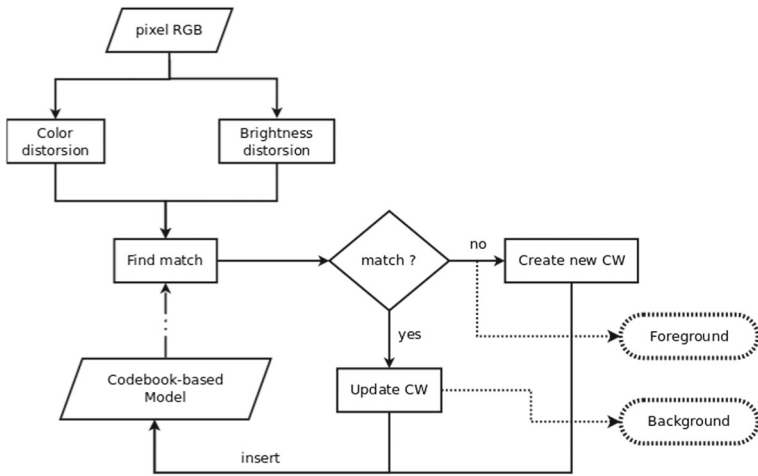 pixel RGB
Color
distorsion
Brightness
distorsion
Find match
match ?
no
Create new CW
yes
Foreground
Codebook-based
Model
Update CW
Background
insert